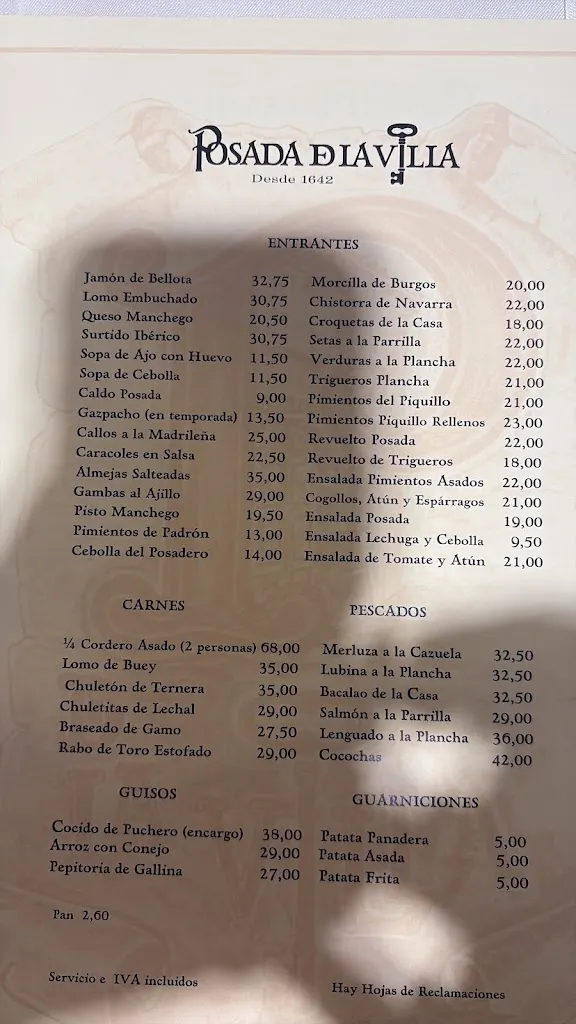 POSADA DE LA VILLA
Desde 1642
ENTRANTES
Jamón de Bellota 32,75
Lomo Embuchado 30,75
Queso Manchego 20,50
Surtido Ibérico 30,75
Sopa de Ajo con Huevo 11,50
Sopa de Cebolla 11,50
Caldo Posada 9,00
Gazpacho (en temporada) 13,50
Callos a la Madrileña 25,00
Caracoles en Salsa 22,50
Almejas Salteadas 35,00
Gambas al Ajillo 29,00
Pisto Manchego 19,50
Pimientos de Padrón 13,00
Cebolla del Posadero 14,00
Morcilla de Burgos 20,00
Chistorra de Navarra 22,00
Croquetas de la Casa 18,00
Setas a la Parrilla 22,00
Verduras a la Plancha 22,00
Trigueros Plancha 21,00
Pimientos del Piquillo 21,00
Pimientos Piquillo Rellenos 23,00
Revuelto Posada 22,00
Revuelto de Trigueros 18,00
Ensalada Pimientos Asados 22,00
Cogollos, Atún y Espárragos 21,00
Ensalada Posada 19,00
Ensalada Lechuga y Cebolla 9,50
Ensalada de Tomate y Atún 21,00
CARNES
¼ Cordero Asado (2 personas) 68,00
Lomo de Buey 35,00
Chuletón de Ternera 35,00
Chuletitas de Lechal 29,00
Braseado de Gamo 27,50
Rabo de Toro Estofado 29,00
PESCADOS
Merluza a la Cazuela 32,50
Lubina a la Plancha 32,50
Bacalao de la Casa 32,50
Salmón a la Parrilla 29,00
Lenguado a la Plancha 36,00
Cocochas 42,00
GUISOS
Cocido de Puchero (encargo) 38,00
Arroz con Conejo 29,00
Pepitoria de Gallina 27,00
GUARNICIONES
Patata Panadera 5,00
Patata Asada 5,00
Patata Frita 5,00
Pan 2,60
Servicio e IVA incluidos
Hay Hojas de Reclamaciones